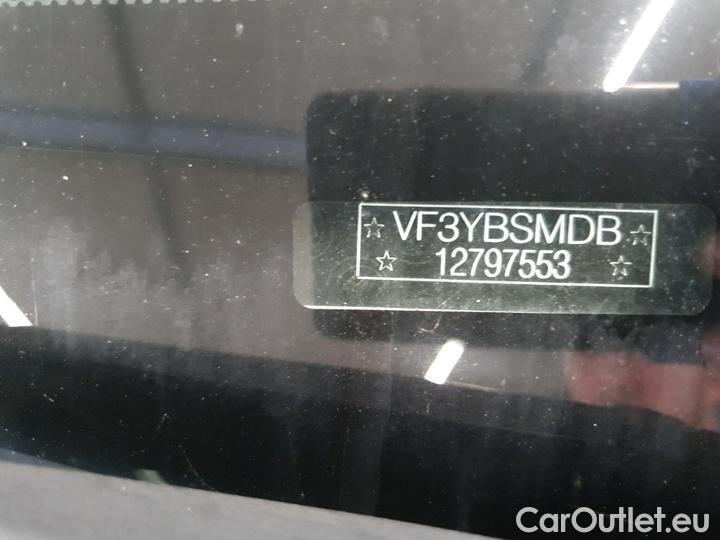 ☆ VF3YBSMDB ☆
☆ 12797553 ☆
CarOutlet.eu